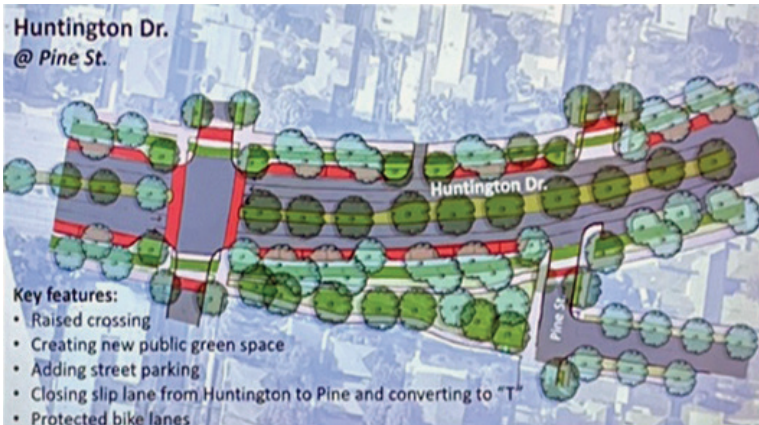 Huntington Dr.
@ Pine St.
Huntington Dr.
Pine St.
Key features:
• Raised crossing
• Creating new public green space
• Adding street parking
• Closing slip lane from Huntington to Pine and converting to "T"
• Protected bike lanes